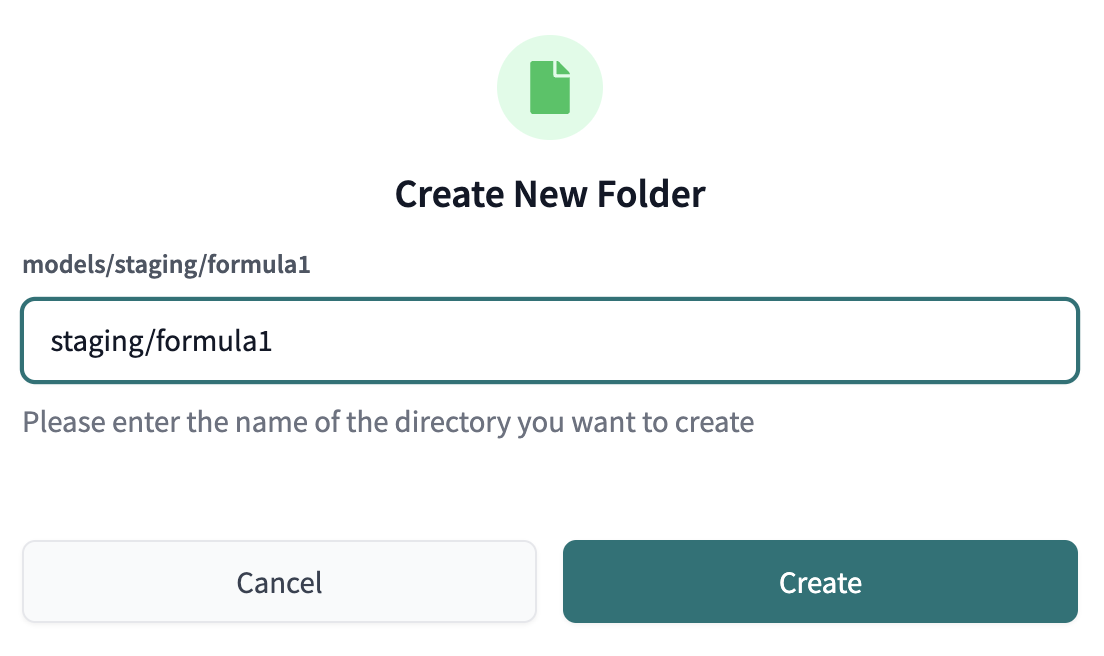 Create New Folder
models/staging/formula1
staging/formula1
Please enter the name of the directory you want to create
Cancel
Create